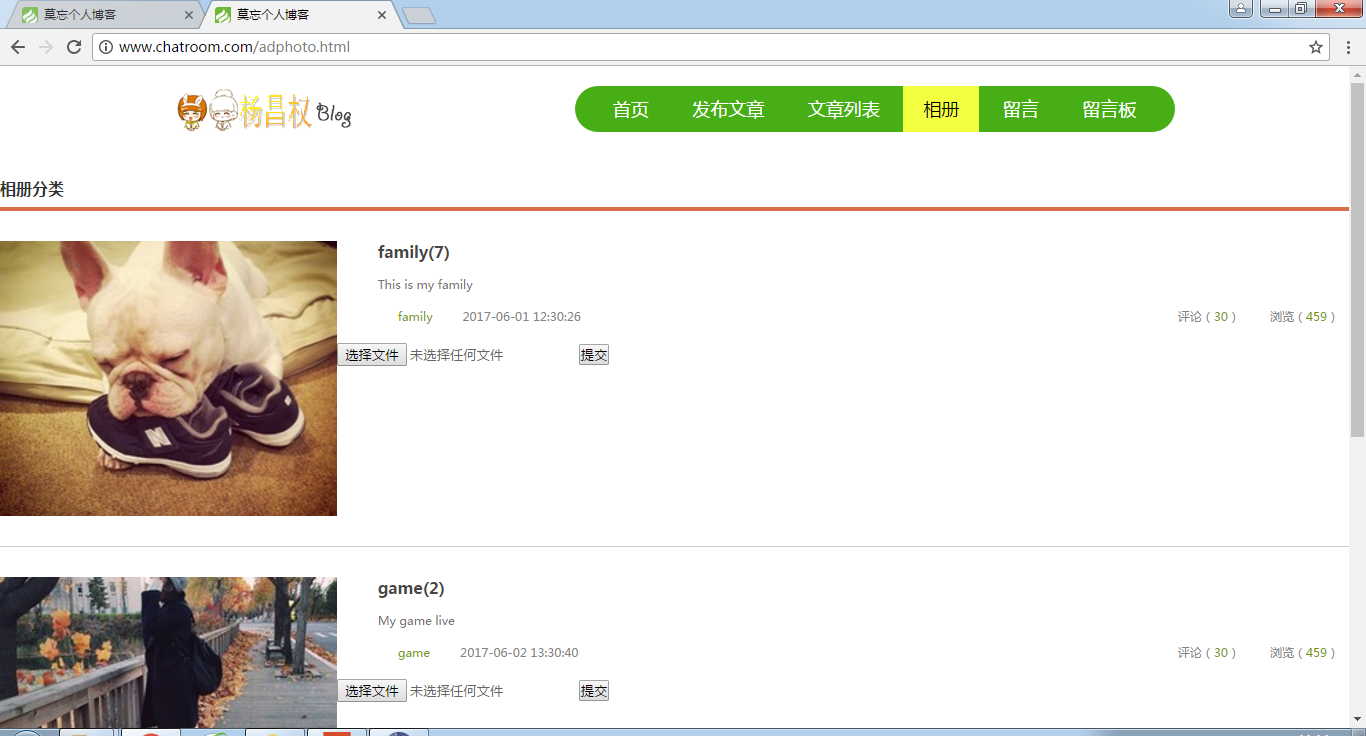 莫忘个人博客
莫忘个人博客
www.chatroom.com/adphoto.html
杨昌权 Blog
首页 发布文章 文章列表 相册 留言 留言板
相册分类
family(7)
This is my family
family 2017-06-01 12:30:26 评论（30） 浏览（459）
选择文件 未选择任何文件 提交
N
game(2)
My game live
game 2017-06-02 13:30:40 评论（30） 浏览（459）
选择文件 未选择任何文件 提交